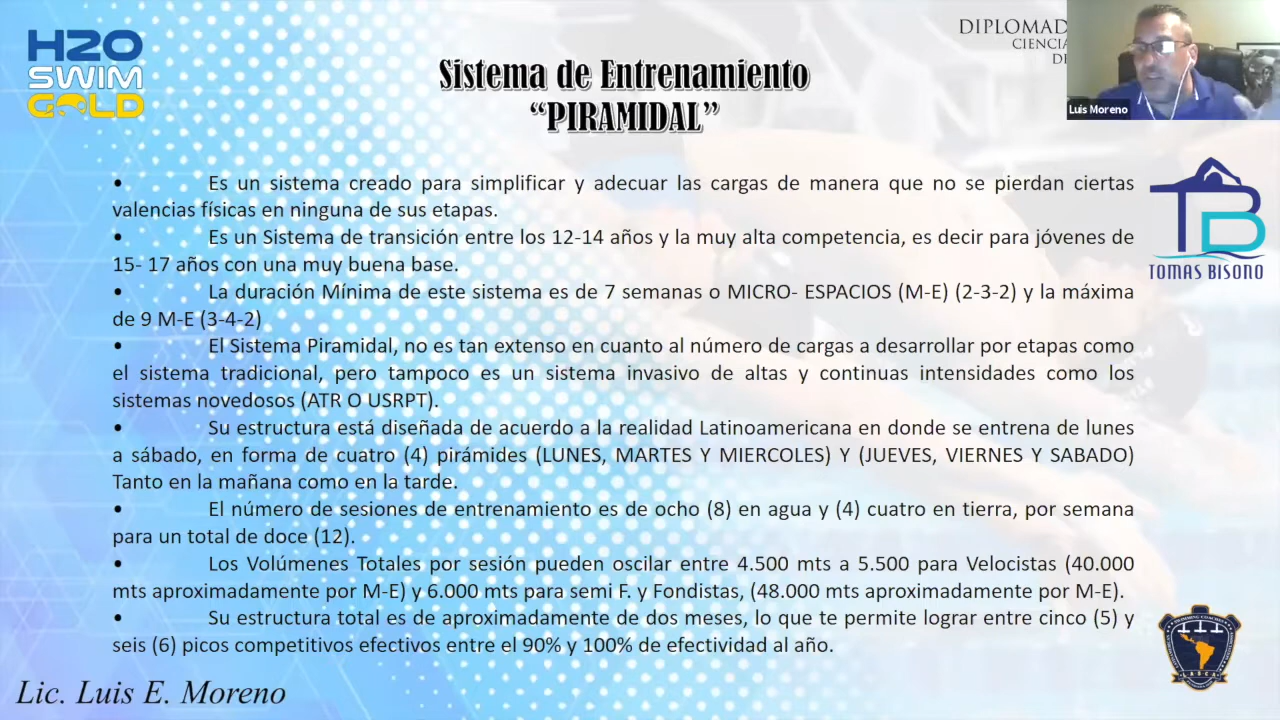 H2O
SWIM
GOLD
DIPLOMAD
CIENCIA
DE
Luis Moreno
Sistema de Entrenamiento
“PIRAMIDAL”
TB
TOMAS BISONO
• Es un sistema creado para simplificar y adecuar las cargas de manera que no se pierdan ciertas
valencias físicas en ninguna de sus etapas.
• Es un Sistema de transición entre los 12-14 años y la muy alta competencia, es decir para jóvenes de
15- 17 años con una muy buena base.
• La duración Mínima de este sistema es de 7 semanas o MICRO- ESPACIOS (M-E) (2-3-2) y la máxima
de 9 M-E (3-4-2)
• El Sistema Piramidal, no es tan extenso en cuanto al número de cargas a desarrollar por etapas como
el sistema tradicional, pero tampoco es un sistema invasivo de altas y continuas intensidades como los
sistemas novedosos (ATR O USRPT).
• Su estructura está diseñada de acuerdo a la realidad Latinoamericana en donde se entrena de lunes
a sábado, en forma de cuatro (4) pirámides (LUNES, MARTES Y MIERCOLES) Y (JUEVES, VIERNES Y SABADO)
Tanto en la mañana como en la tarde.
• El número de sesiones de entrenamiento es de ocho (8) en agua y (4) cuatro en tierra, por semana
para un total de doce (12).
• Los Volúmenes Totales por sesión pueden oscilar entre 4.500 mts a 5.500 para Velocistas (40.000
mts aproximadamente por M-E) y 6.000 mts para semi F. y Fondistas, (48.000 mts aproximadamente por M-E).
• Su estructura total es de aproximadamente de dos meses, lo que te permite lograr entre cinco (5) y
seis (6) picos competitivos efectivos entre el 90% y 100% de efectividad al año.
Lic. Luis E. Moreno